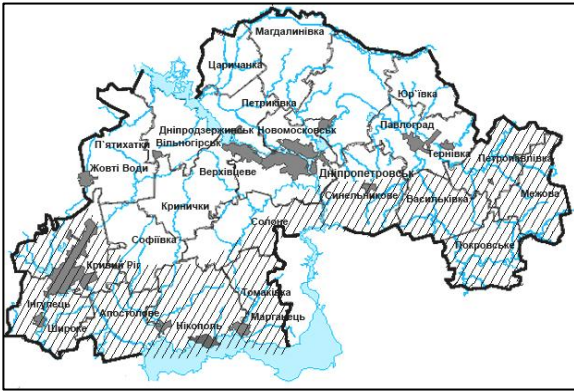 Магдалинівка
Царичанка
Юр`ївка
Петриківка
Дніпродзержинськ Новомосковськ
Павлоград
П`ятихатки
Вільногірськ
Тернівка
Петропавлівка
Жовті Води
Верхівцеве
Дніпропетровськ
Синельникове
Васильківка
Межова
Кринички
Солоне
Софіївка
Покровське
Кривий Ріг
Томаківка
Інгулець
Апостолове
Марганець
Широке
Нікополь